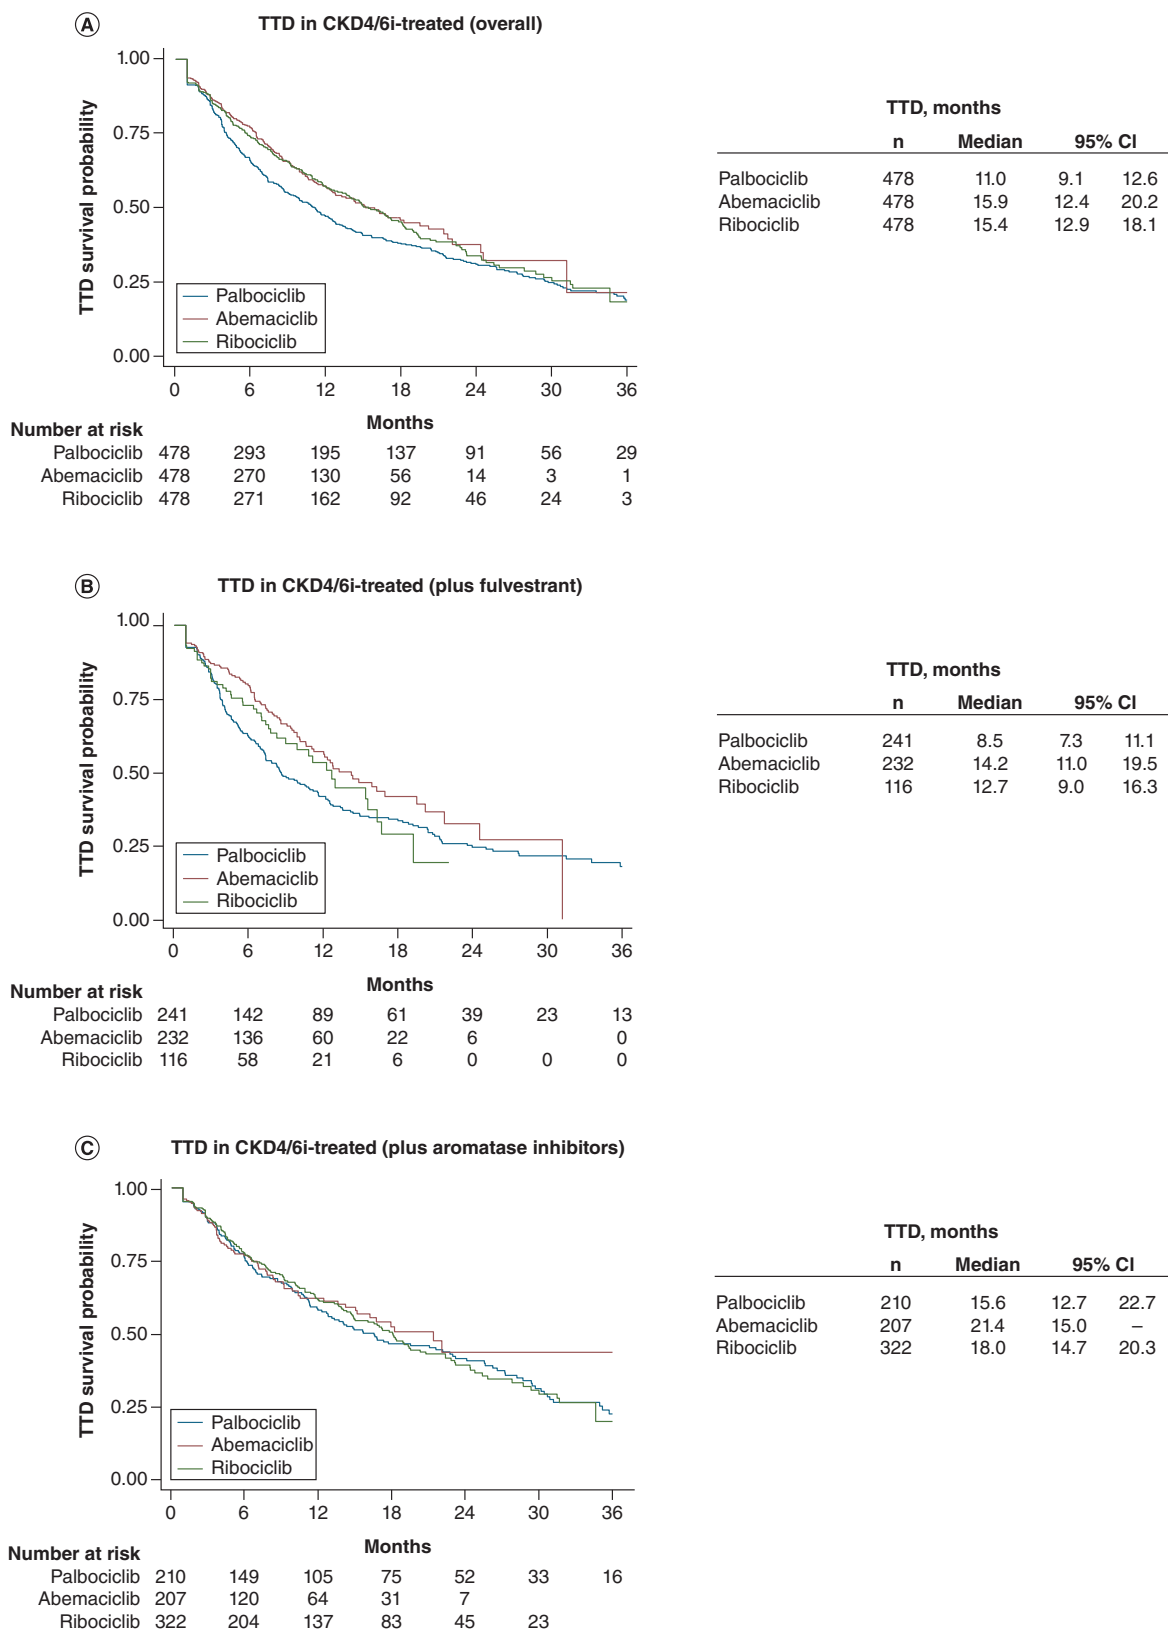 A TTD in CKD4/6i-treated (overall)
TTD survival probability
1.00
0.75
0.50
0.25
0.00
Palbociclib
Abemaciclib
Ribociclib
0 6 12 18 24 30 36
Months
Number at risk
Palbociclib 478 293 195 137 91 56 29
Abemaciclib 478 270 130 56 14 3 1
Ribociclib 478 271 162 92 46 24 3
TTD, months
n Median 95% CI
Palbociclib 478 11.0 9.1 12.6
Abemaciclib 478 15.9 12.4 20.2
Ribociclib 478 15.4 12.9 18.1
B TTD in CKD4/6i-treated (plus fulvestrant)
TTD survival probability
1.00
0.75
0.50
0.25
0.00
Palbociclib
Abemaciclib
Ribociclib
0 6 12 18 24 30 36
Months
Number at risk
Palbociclib 241 142 89 61 39 23 13
Abemaciclib 232 136 60 22 6 0
Ribociclib 116 58 21 6 0 0 0
TTD, months
n Median 95% CI
Palbociclib 241 8.5 7.3 11.1
Abemaciclib 232 14.2 11.0 19.5
Ribociclib 116 12.7 9.0 16.3
C TTD in CKD4/6i-treated (plus aromatase inhibitors)
TTD survival probability
1.00
0.75
0.50
0.25
0.00
Palbociclib
Abemaciclib
Ribociclib
0 6 12 18 24 30 36
Months
Number at risk
Palbociclib 210 149 105 75 52 33 16
Abemaciclib 207 120 64 31 7
Ribociclib 322 204 137 83 45 23
TTD, months
n Median 95% CI
Palbociclib 210 15.6 12.7 22.7
Abemaciclib 207 21.4 15.0 –
Ribociclib 322 18.0 14.7 20.3